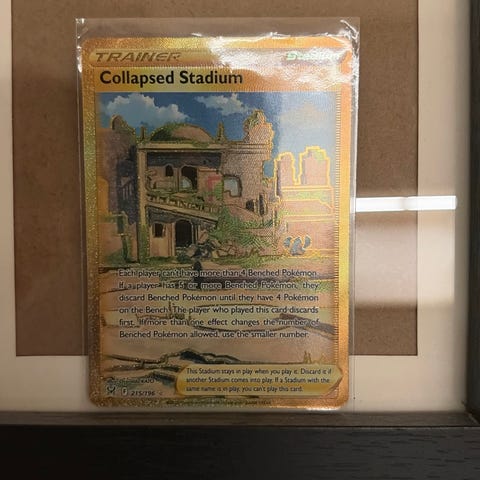 TRAINER
Stadium
Collapsed Stadium
Each player can't have more than 4 Benched Pokémon.
If a player has 5 or more Benched Pokémon, they
discard Benched Pokémon until they have 4 Pokémon
on the Bench. The player who played this card discards
first. If more than one effect changes the number of
Benched Pokémon allowed, use the smaller number.
This Stadium stays in play when you play it. Discard it if
another Stadium comes into play. If a Stadium with the
same name is in play, you can't play this card.
215/196